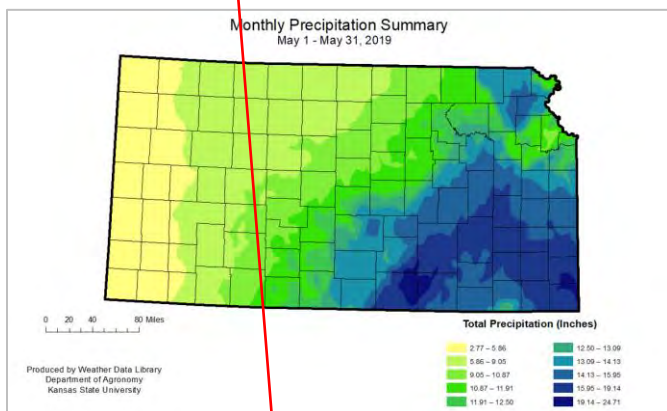 Monthly Precipitation Summary
May 1 - May 31, 2019
0 20 40 80 Miles
Total Precipitation (Inches)
2.77 – 5.86
5.86 – 9.05
9.05 – 10.87
10.87 – 11.91
11.91 – 12.50
12.50 – 13.09
13.09 – 14.13
14.13 – 15.95
15.95 – 19.14
19.14 – 24.71
Produced by Weather Data Library
Department of Agronomy
Kansas State University